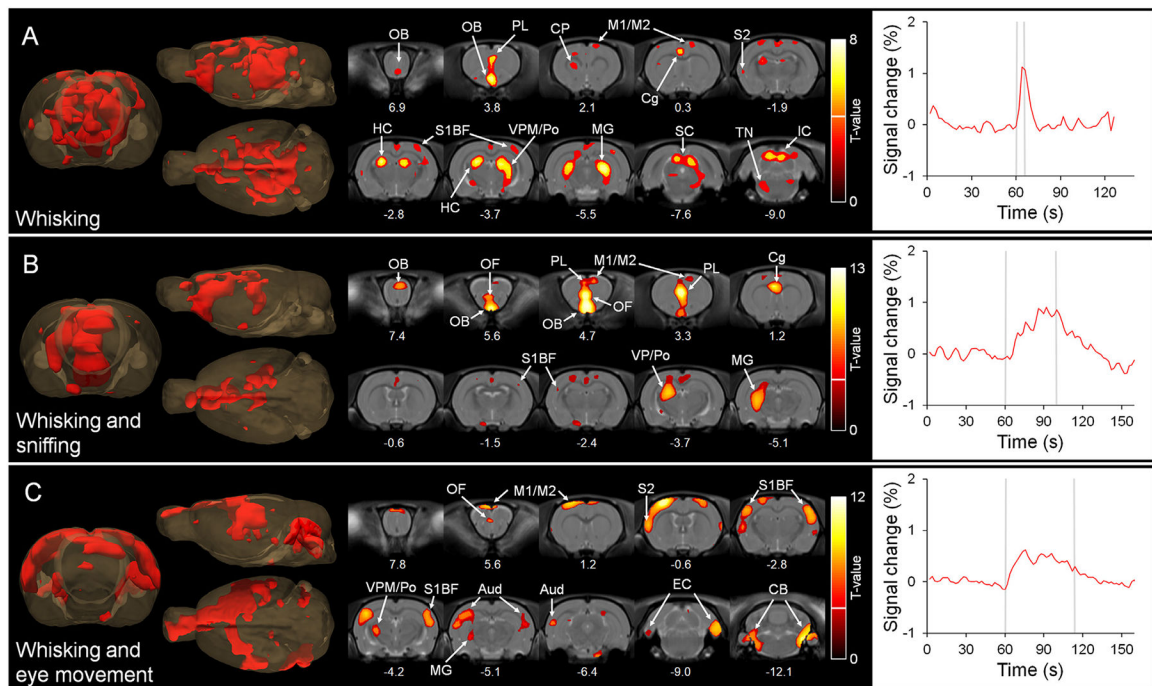 A
OB
OB
PL
CP
M1/M2
S2
Cg
6.9
3.8
2.1
0.3
-1.9
HC
S1BF
VPM/Po
MG
SC
TN
IC
HC
-2.8
-3.7
-5.5
-7.6
-9.0
Whisking
8
T-value
0
Signal change (%)
2
1
0
-1
0 30 60 90 120
Time (s)
B
OB
OF
PL
M1/M2
PL
Cg
OB
OB
OF
7.4
5.6
4.7
3.3
1.2
S1BF
VP/Po
MG
-0.6
-1.5
-2.4
-3.7
-5.1
Whisking and
sniffing
13
T-value
0
Signal change (%)
2
1
0
-1
0 30 60 90 120 150
Time (s)
C
OF
M1/M2
S2
S1BF
7.8
5.6
1.2
-0.6
-2.8
VPM/Po
S1BF
Aud
Aud
EC
CB
MG
-4.2
-5.1
-6.4
-9.0
-12.1
Whisking and
eye movement
12
T-value
0
Signal change (%)
2
1
0
-1
0 30 60 90 120 150
Time (s)